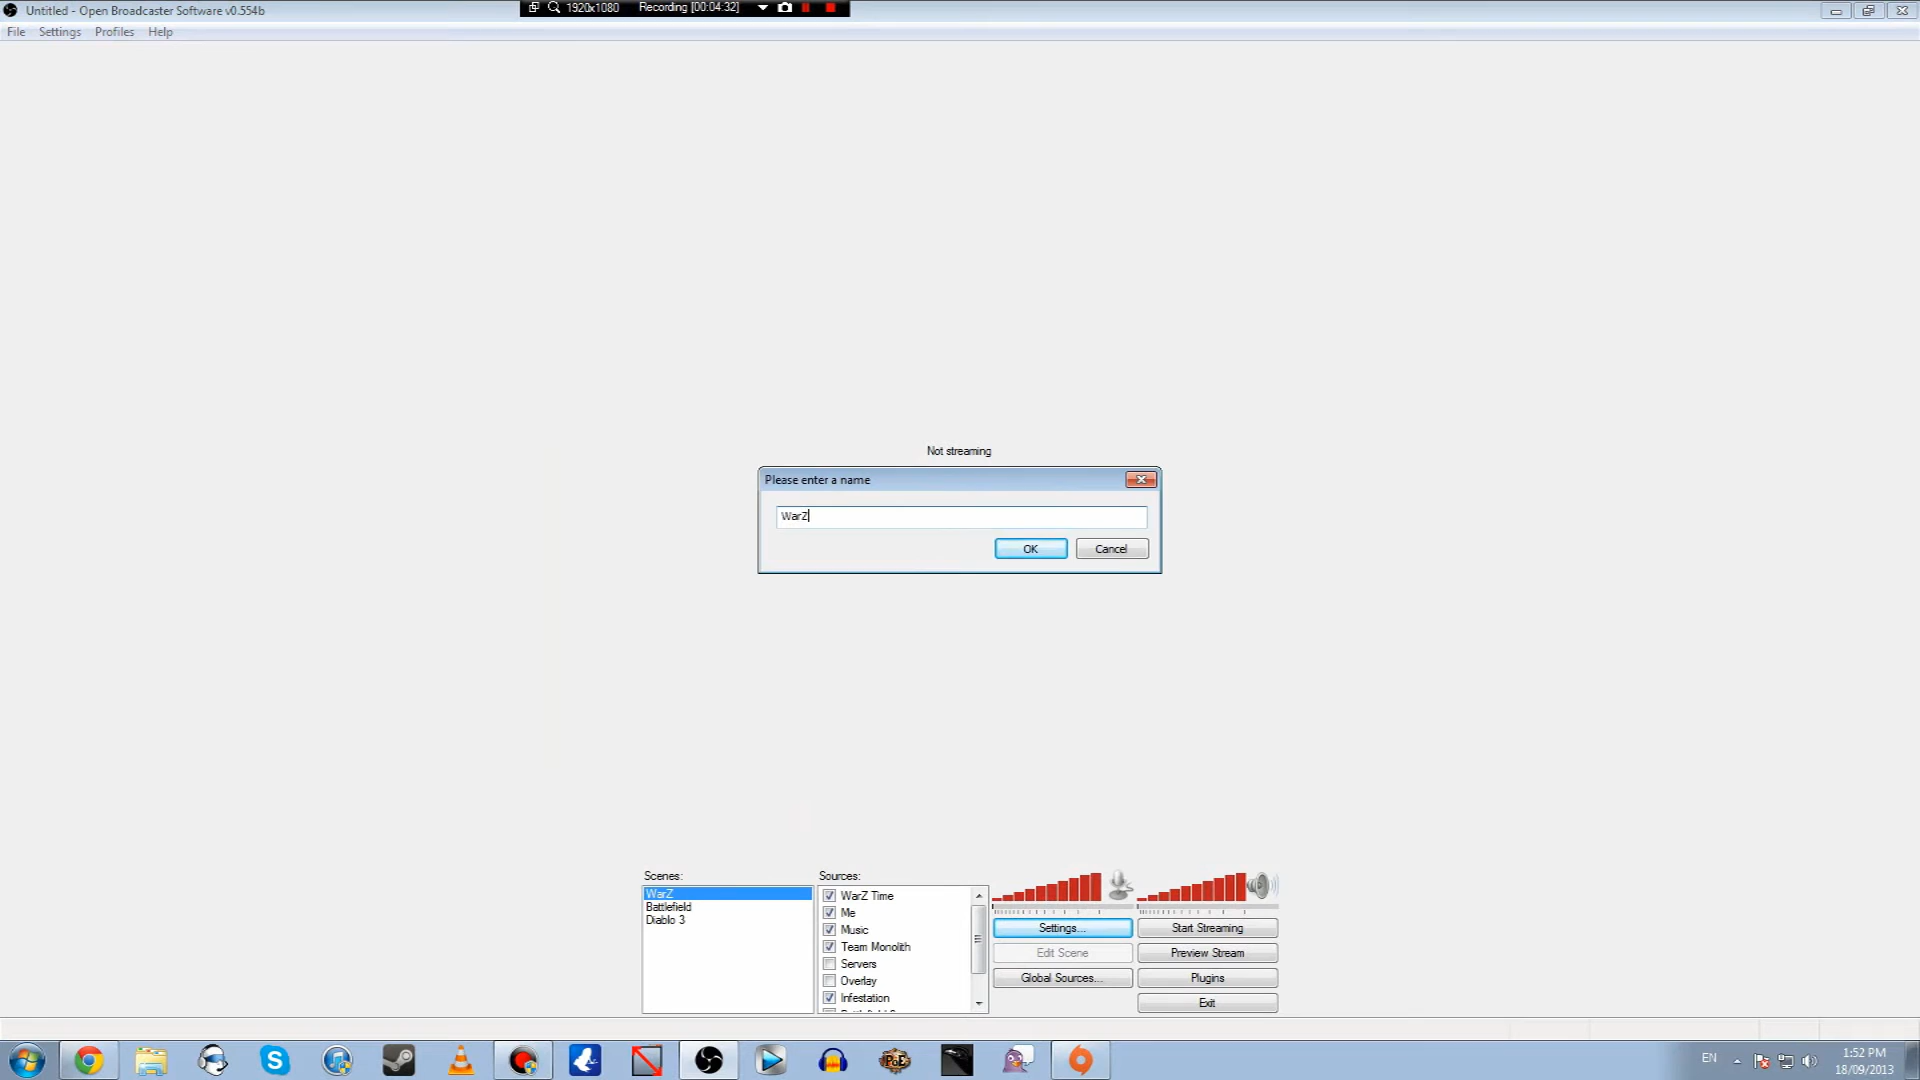 Untitled - Open Broadcaster Software v0.554b
1920x1080 Recording [00:04:32]
File Settings Profiles Help
Not streaming
Please enter a name
WarZ
OK Cancel
Scenes:
WarZ
Battlefield
Diablo 3
Sources:
WarZ Time
Me
Music
Team Monolith
Servers
Overlay
Infestation
Settings... Start Streaming
Edit Scene Preview Stream
Global Sources... Plugins
Exit
PoE
EN
1:52 PM
18/09/2013